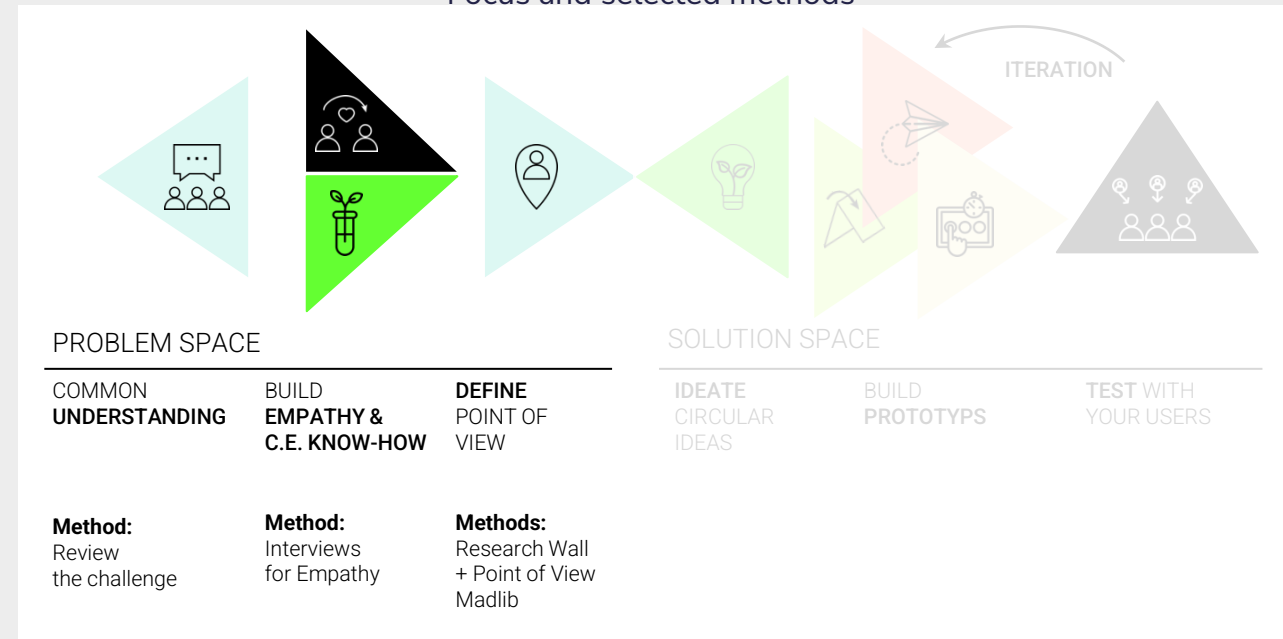 Focus and selected methods
ITERATION
PROBLEM SPACE
COMMON
UNDERSTANDING
BUILD
EMPATHY &
C.E. KNOW-HOW
DEFINE
POINT OF
VIEW
SOLUTION SPACE
IDEATE
CIRCULAR
IDEAS
BUILD
PROTOTYPS
TEST WITH
YOUR USERS
Method:
Review
the challenge
Method:
Interviews
for Empathy
Methods:
Research Wall
+ Point of View
Madlib